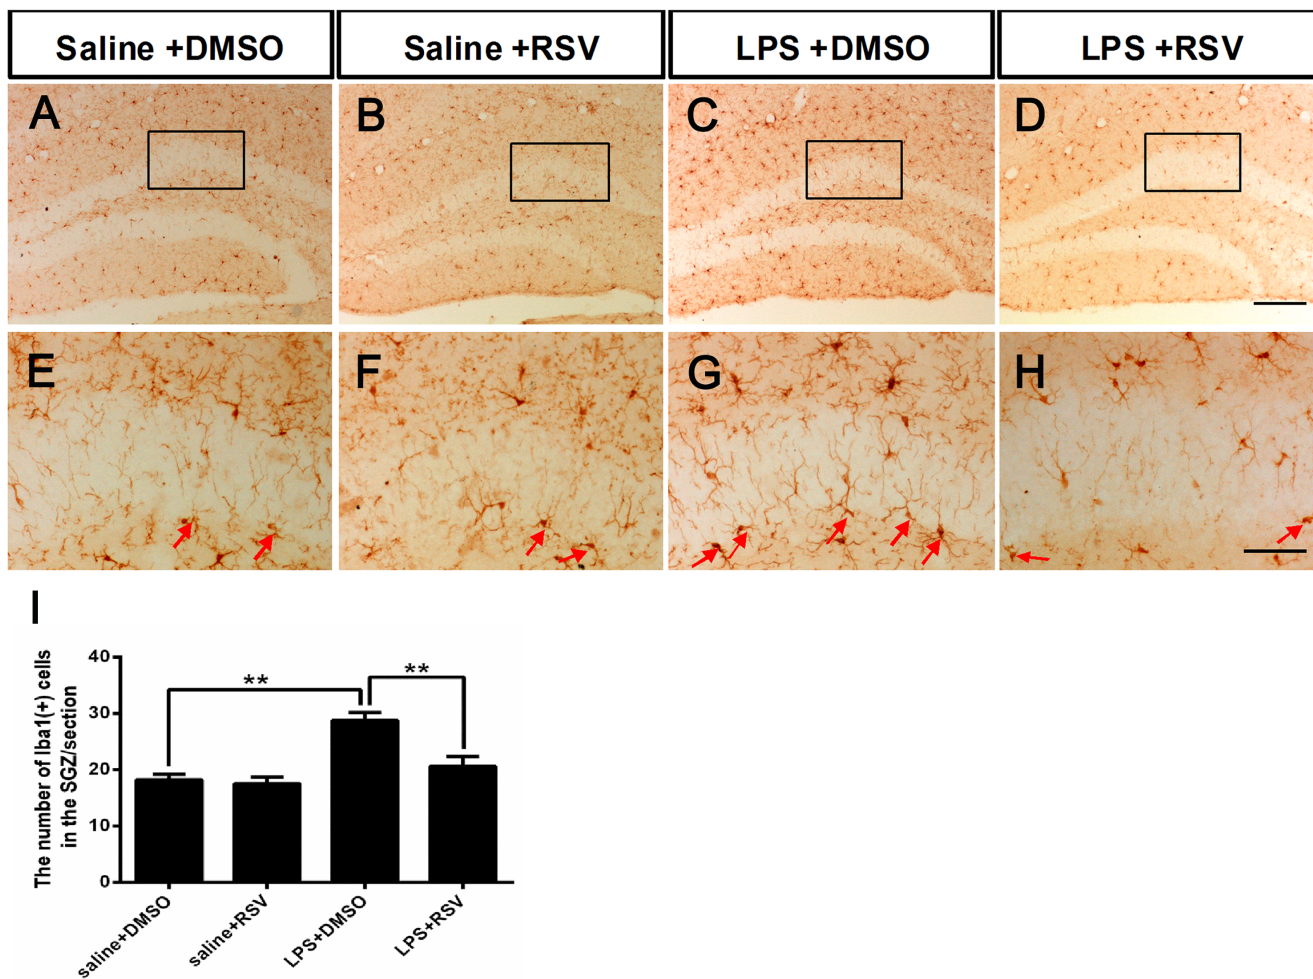 Saline +DMSO
Saline +RSV
LPS +DMSO
LPS +RSV
A
B
C
D
E
F
G
H
I
The number of Iba1(+) cells
in the SGZ/section
40
30
20
10
0
**
**
saline+DMSO
saline+RSV
LPS+DMSO
LPS+RSV